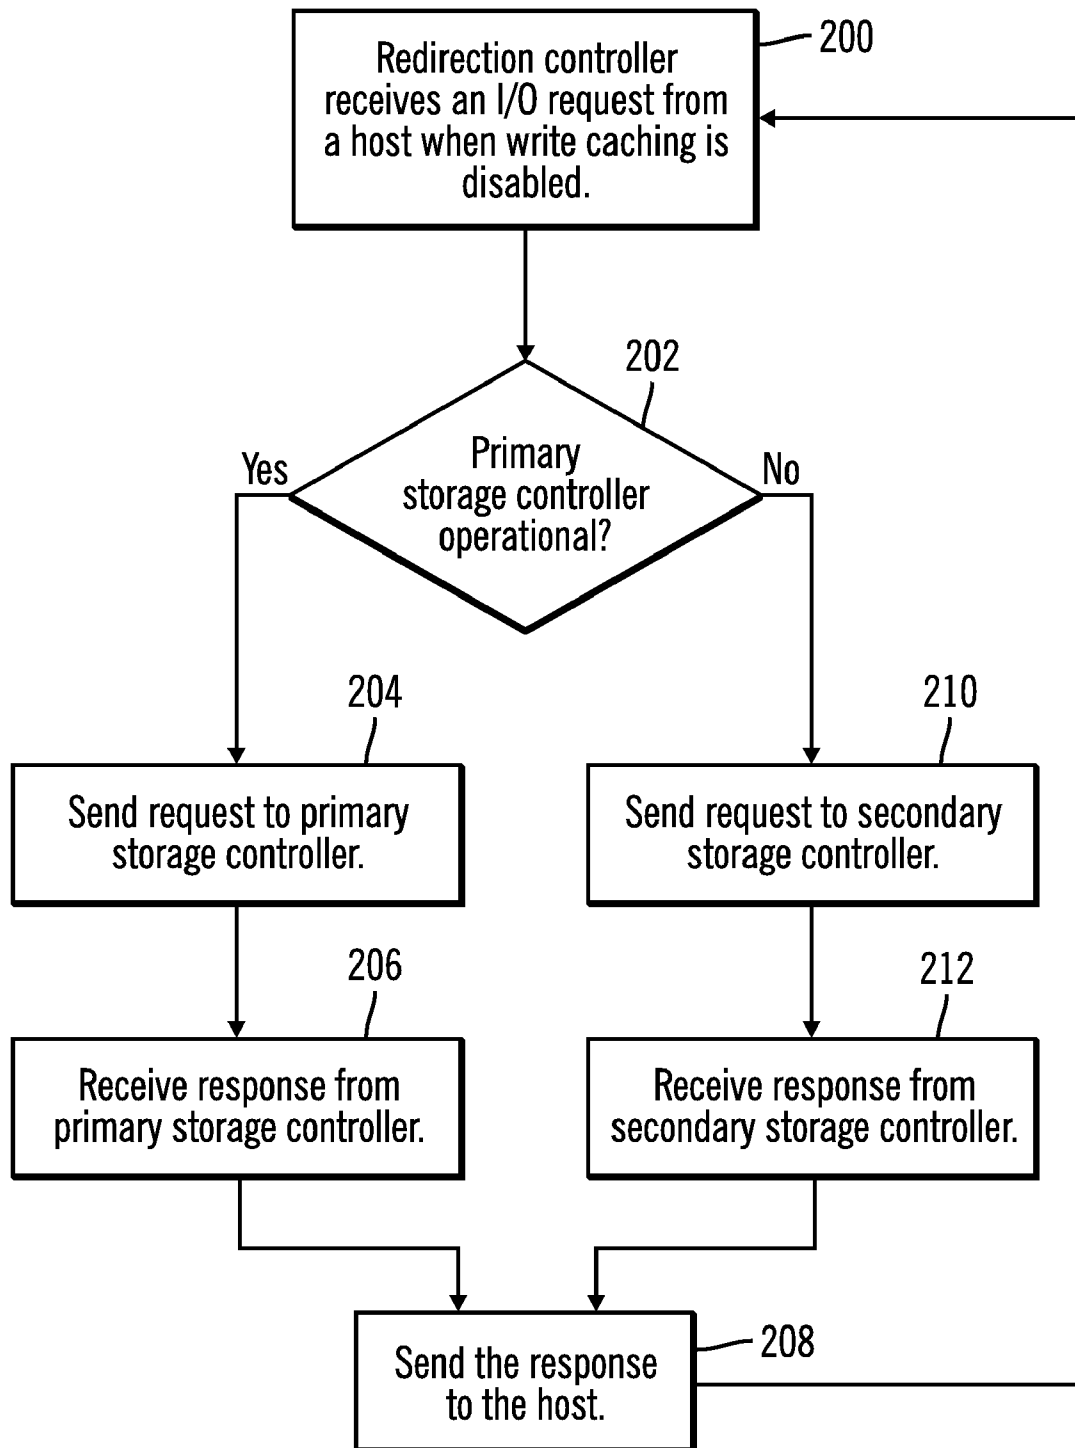 200
Redirection controller
receives an I/O request from
a host when write caching is
disabled.
202
Primary
storage controller
operational?
Yes
No
204
Send request to primary
storage controller.
210
Send request to secondary
storage controller.
206
Receive response from
primary storage controller.
212
Receive response from
secondary storage controller.
208
Send the response
to the host.